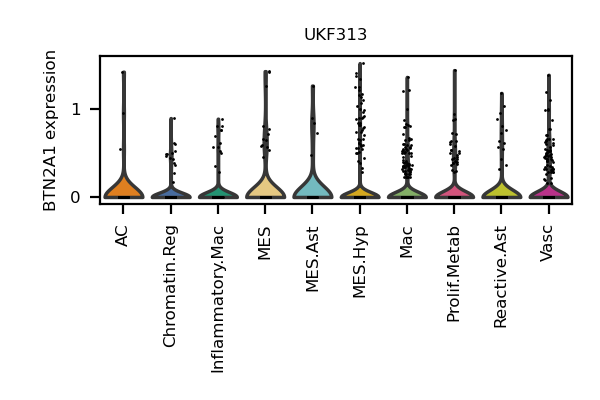 UKF313
BTN2A1 expression
1
0
AC
Chromatin.Reg
Inflammatory.Mac
MES
MES.Ast
MES.Hyp
Mac
Prolif.Metab
Reactive.Ast
Vasc